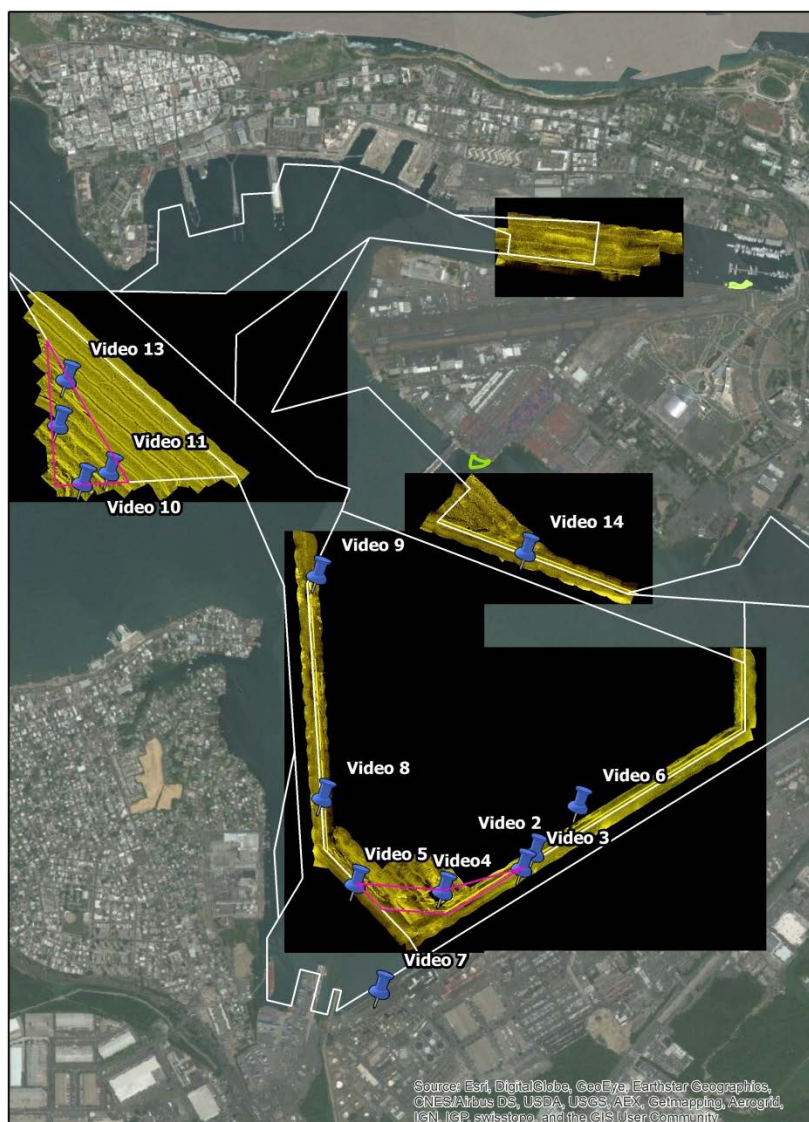 Video 13
Video 11
Video 10
Video 14
Video 9
Video 8
Video 6
Video 2
Video 3
Video 5
Video4
Video 7
Source: Esri, DigitalGlobe, GeoEye, Earthstar Geographics,
CNES/Airbus DS, USDA, USGS, AEX, Getmapping, Aerogrid,
IGN, IGP, swisstopo, and the GIS User Community